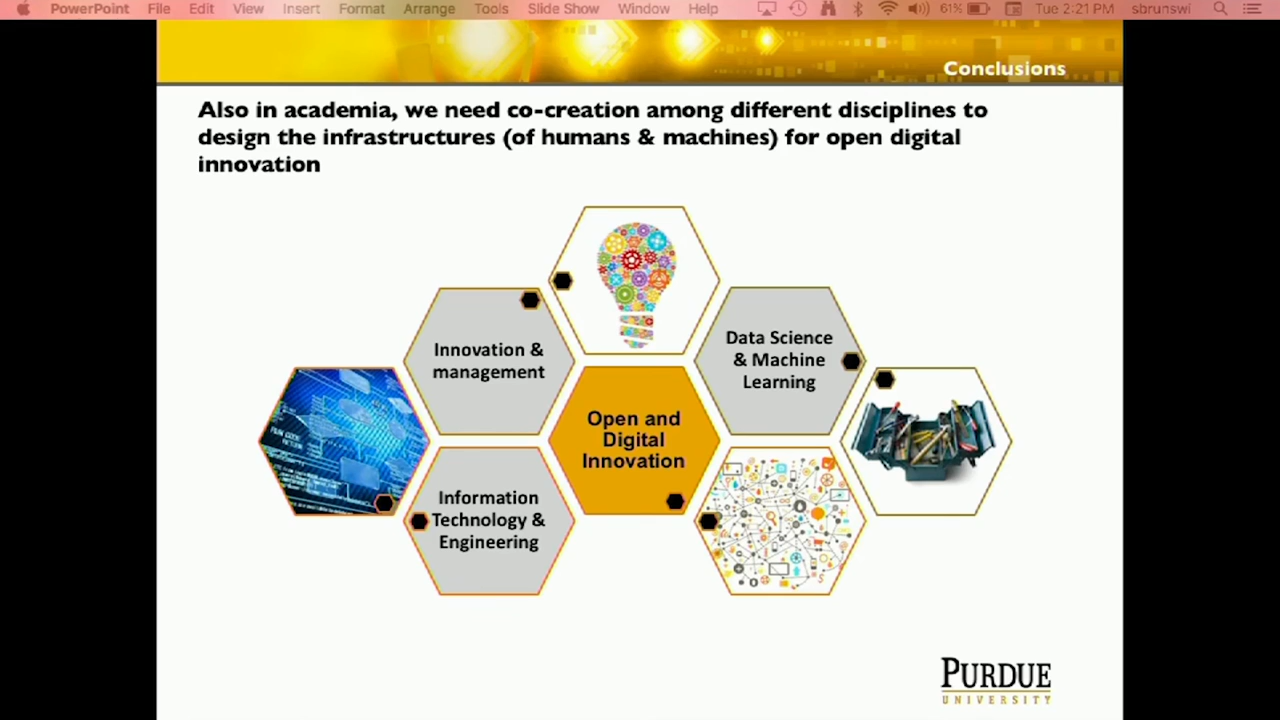 PowerPoint File Edit View Insert Format Arrange Tools Slide Show Window Help 61% Tue 2:21 PM sbrunswi
Conclusions
Also in academia, we need co-creation among different disciplines to
design the infrastructures (of humans & machines) for open digital
innovation
Innovation &
management
Data Science
& Machine
Learning
Open and
Digital
Innovation
Information
Technology &
Engineering
PURDUE
UNIVERSITY